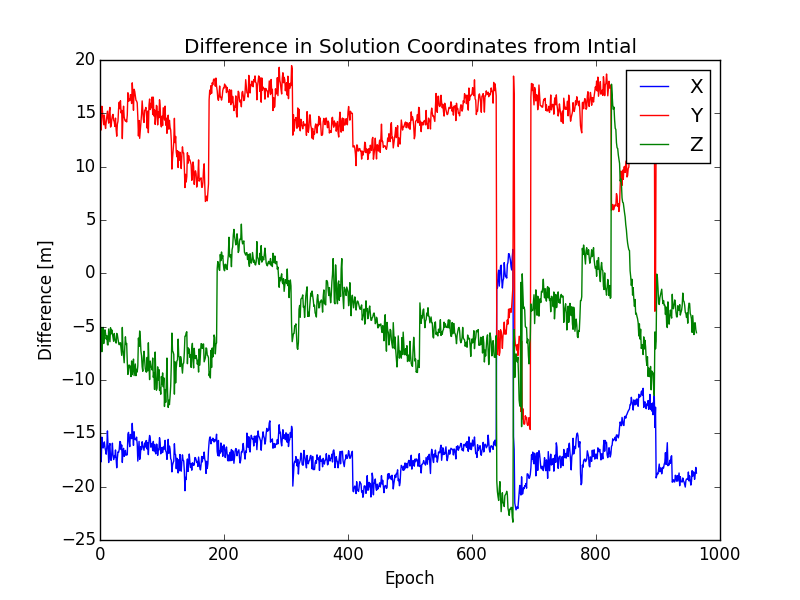 Difference in Solution Coordinates from Intial
20
15
10
5
0
−5
−10
−15
−20
−25
Difference [m]
X
Y
Z
0 200 400 600 800 1000
Epoch